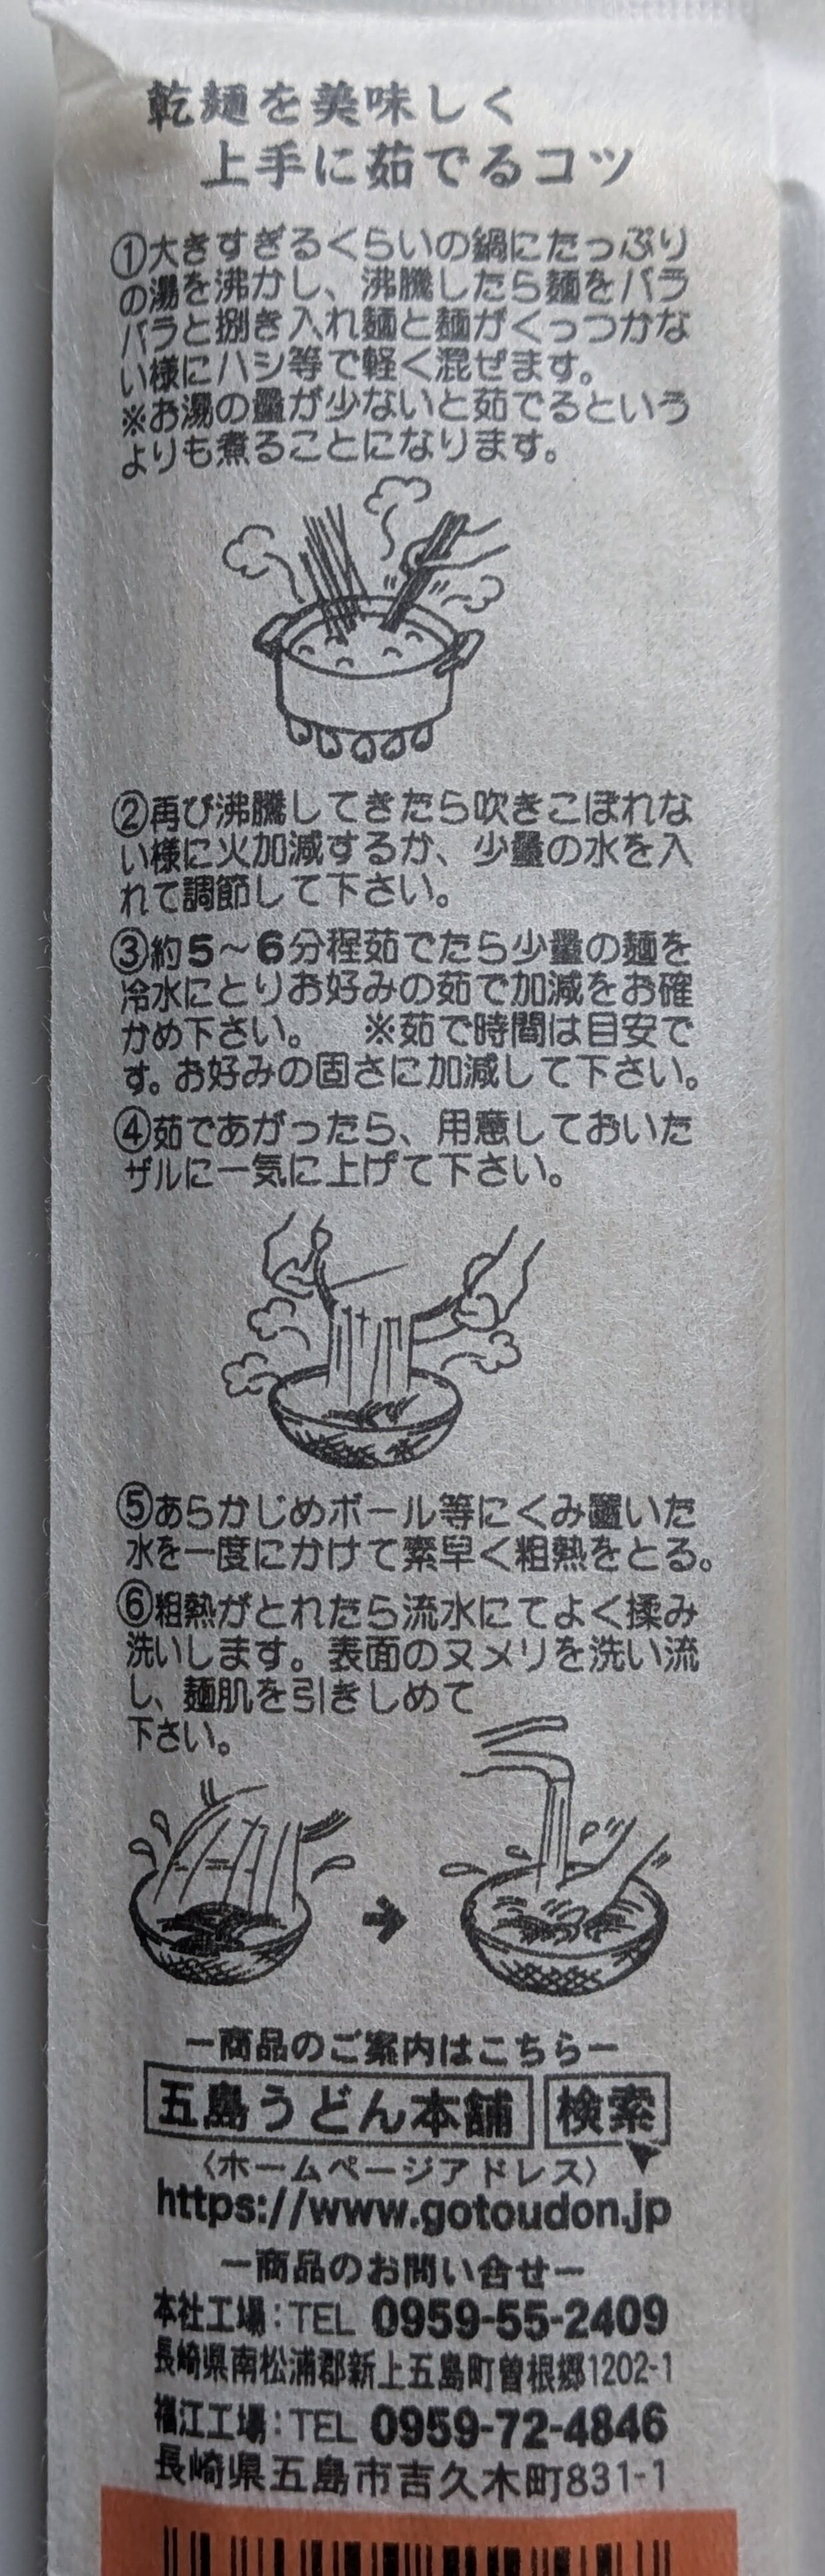 乾麺を美味しく
上手に茹でるコツ
①大きすぎるくらいの鍋にたっぷり
の湯を沸かし、沸騰したら麺をバラ
バラと捌き入れ麺と麺がくっつかな
い様にハシ等で軽く混ぜます。
※お湯の量が少ないと茹でるという
よりも煮ることになります。
②再び沸騰してきたら吹きこぼれな
い様に火加減するか、少量の水を入
れて調節して下さい。
③約5～6分程茹でたら少量の麺を
冷水にとりお好みの茹で加減をお確
かめ下さい。　※茹で時間は目安で
す。お好みの固さに加減して下さい。
④茹であがったら、用意しておいた
ザルに一気に上げて下さい。
⑤あらかじめボール等にくみ置いた
水を一度にかけて素早く粗熱をとる。
⑥粗熱がとれたら流水にてよく揉み
洗いします。表面のヌメリを洗い流
し、麺肌を引きしめて
下さい。
ー商品のご案内はこちらー
五島うどん本舗 検索
〈ホームページアドレス〉
https://www.gotoudon.jp
ー商品のお問い合せー
本社工場：TEL 0959-55-2409
長崎県南松浦郡新上五島町曽根郷1202-1
福江工場：TEL 0959-72-4846
長崎県五島市吉久木町831-1